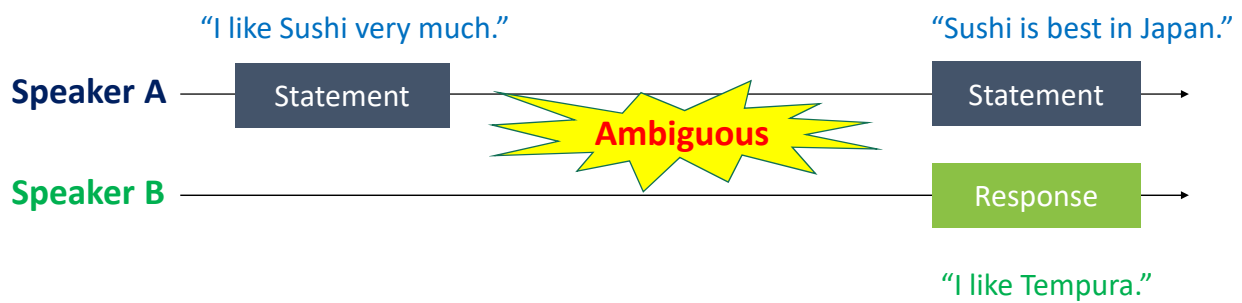 “I like Sushi very much.”
“Sushi is best in Japan.”
Speaker A
Statement
Statement
Ambiguous
Speaker B
Response
“I like Tempura.”